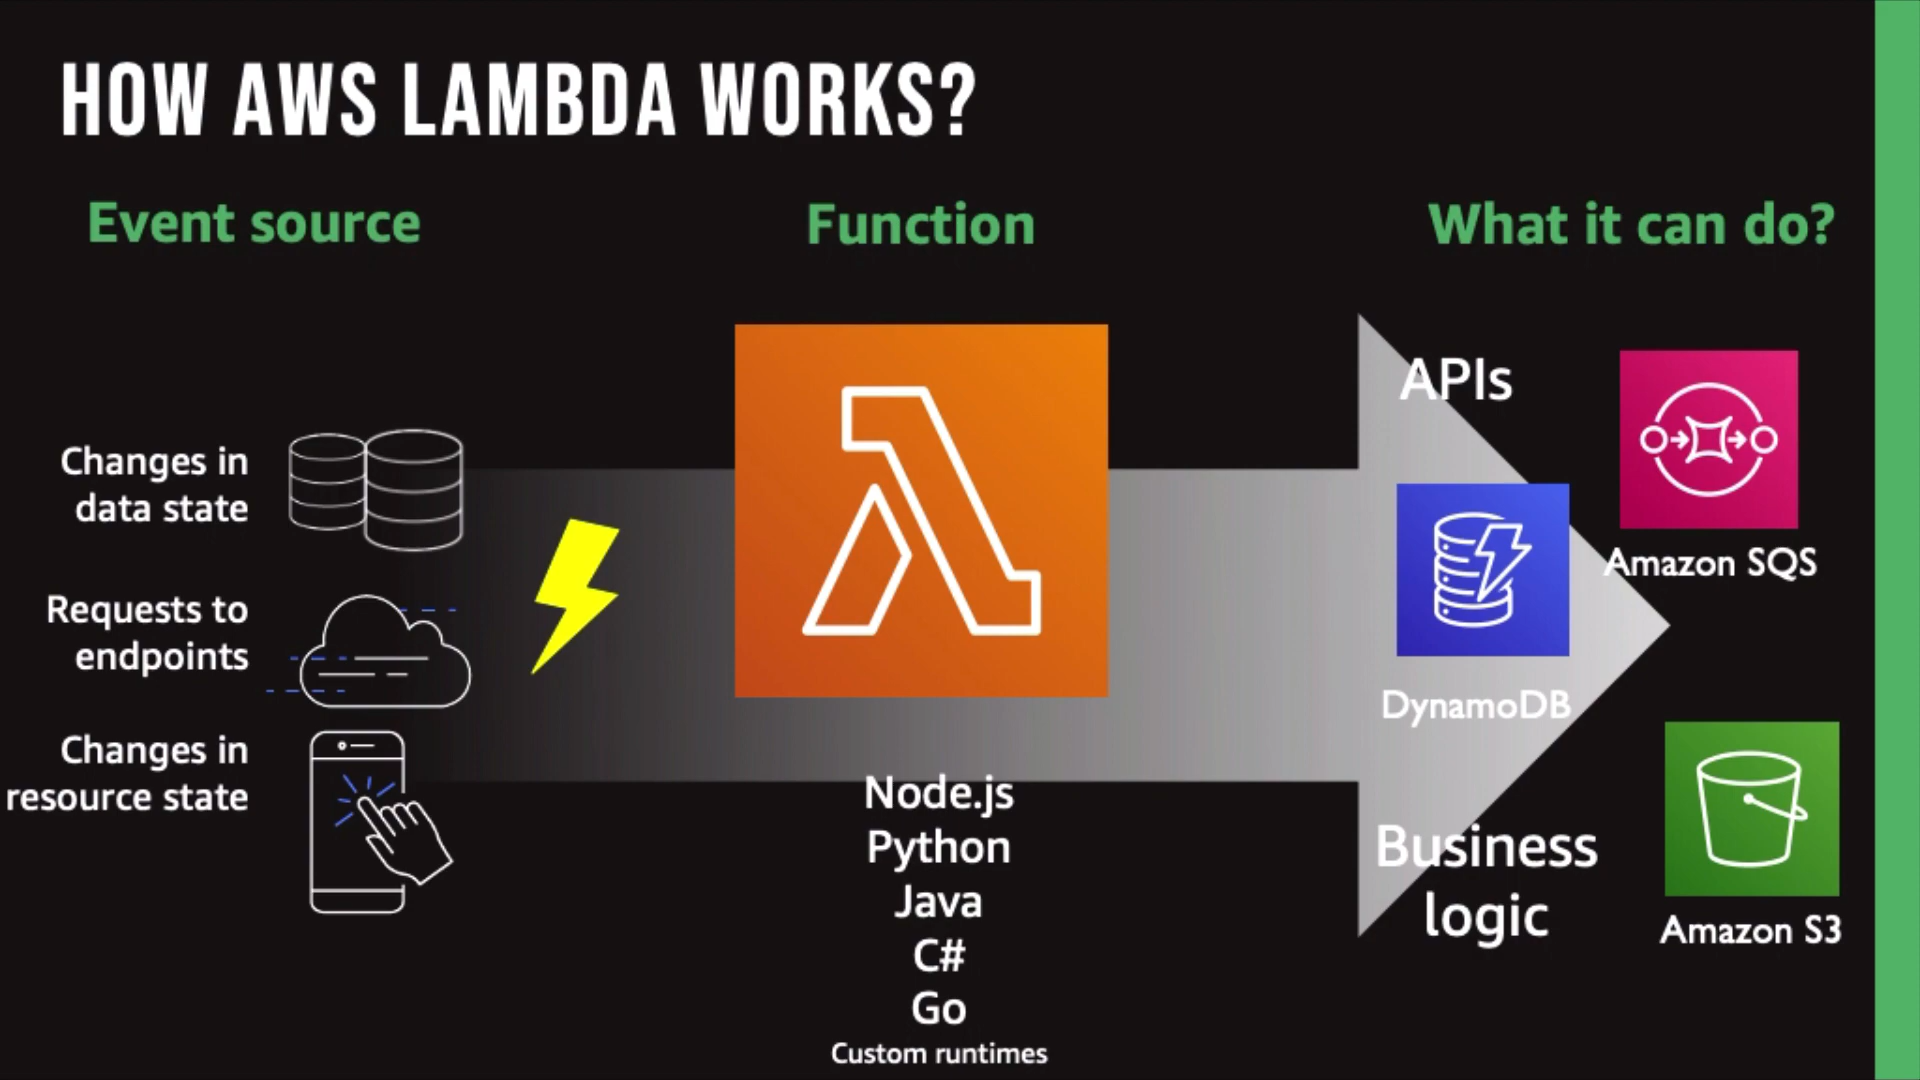 HOW AWS LAMBDA WORKS?
Event source
Function
What it can do?
Changes in
data state
Requests to
endpoints
Changes in
resource state
Node.js
Python
Java
C#
Go
Custom runtimes
APIs
Amazon SQS
DynamoDB
Business
logic
Amazon S3